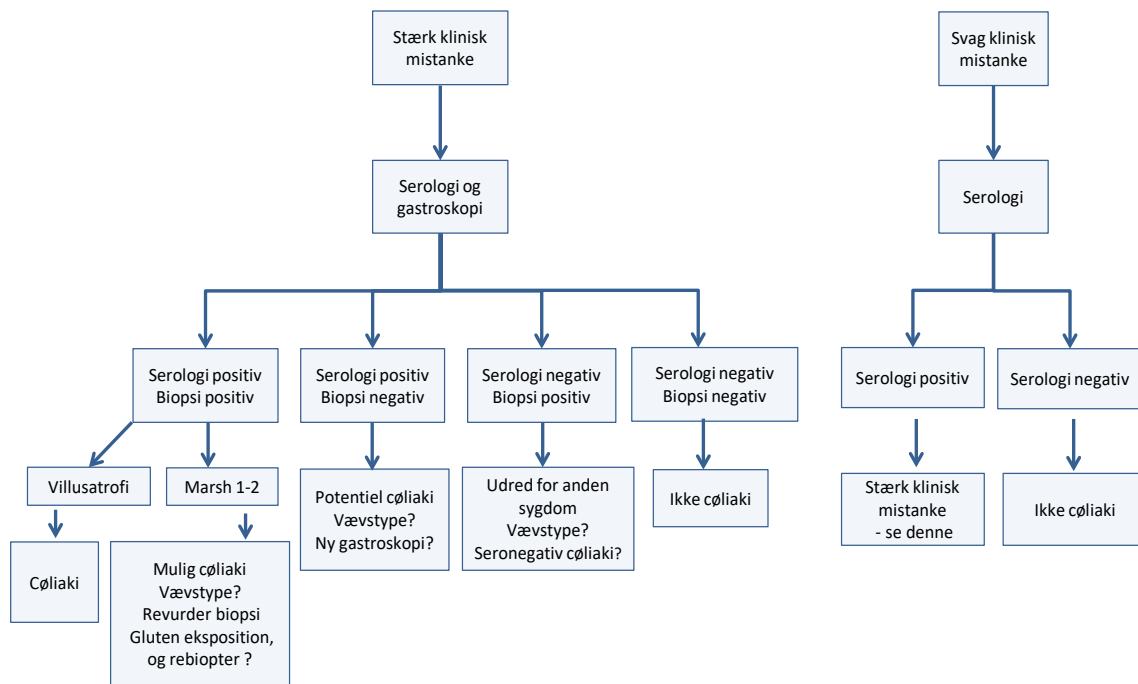 Stærk klinisk
mistanke
Svag klinisk
mistanke
Serologi og
gastroskopi
Serologi
Serologi positiv
Biopsi positiv
Serologi positiv
Biopsi negativ
Serologi negativ
Biopsi positiv
Serologi negativ
Biopsi negativ
Serologi positiv
Serologi negativ
Villusatrofi
Marsh 1-2
Potentiel cøliaki
Vævstype?
Ny gastroskopi?
Udred for anden
sygdom
Vævstype?
Seronegativ cøliaki?
Ikke cøliaki
Stærk klinisk
mistanke
- se denne
Ikke cøliaki
Cøliaki
Mulig cøliaki
Vævstype?
Revurder biopsi
Gluten eksposition,
og rebiopter ?